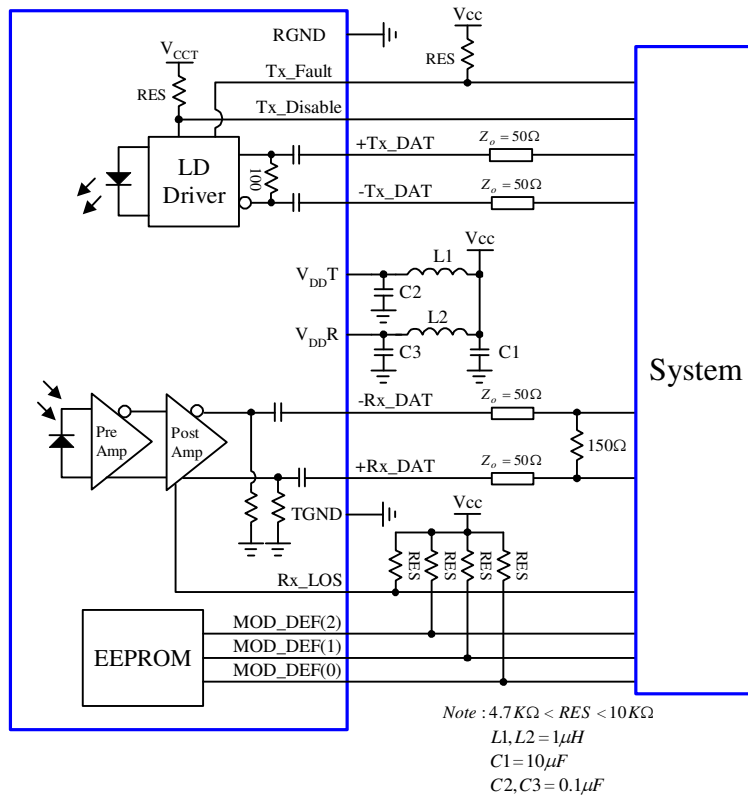 Vcc
RGND
V_CCT
RES
Tx_Fault
RES
Tx_Disable
+Tx_DAT
Z_o = 50Ω
LD
Driver
100
-Tx_DAT
Z_o = 50Ω
Vcc
V_DDT
L1
C2
V_DDR
L2
C3
C1
System
-Rx_DAT
Z_o = 50Ω
Pre
Amp
Post
Amp
150Ω
+Rx_DAT
Z_o = 50Ω
Vcc
TGND
RES
RES
RES
RES
Rx_LOS
EEPROM
MOD_DEF(2)
MOD_DEF(1)
MOD_DEF(0)
Note : 4.7KΩ < RES < 10KΩ
L1, L2 = 1μH
C1 = 10μF
C2, C3 = 0.1μF